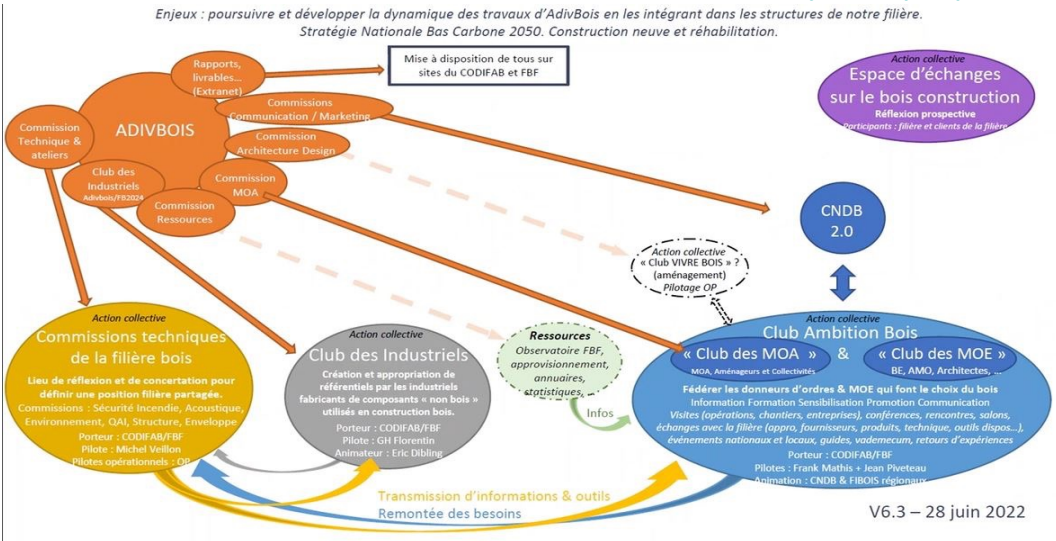 Enjeux : poursuivre et développer la dynamique des travaux d'AdivBois en les intégrant dans les structures de notre filière.
Stratégie Nationale Bas Carbone 2050. Construction neuve et réhabilitation.
Rapports,
livrables...
(Extranet)
Mise à disposition de tous sur
sites du CODIFAB et FBF
Action collective
Espace d'échanges
sur le bois construction
Réflexion prospective
Participants : filière et clients de la filière
ADIVBOIS
Commissions
Communication / Marketing
Commission
Technique &
ateliers
Commission
Architecture Design
Club des
Industriels
Adivbois/FB2024
Commission
MOA
Commission
Ressources
CNDB
2.0
Action collective
« Club VIVRE BOIS » ?
(aménagement)
Pilotage OP
Action collective
Commissions techniques
de la filière bois
Lieu de réflexion et de concertation pour
définir une position filière partagée.
Commissions : Sécurité Incendie, Acoustique,
Environnement, QAI, Structure, Enveloppe
Porteur : CODIFAB/FBF
Pilote : Michel Veillon
Pilotes opérationnels : OP
Action collective
Club des Industriels
Création et appropriation de
référentiels par les industriels
fabricants de composants « non bois »
utilisés en construction bois.
Porteur : CODIFAB/FBF
Pilote : GH Florentin
Animateur : Eric Dibling
Ressources
Observatoire FBF,
approvisionnement,
annuaires,
statistiques,
Infos
Action collective
Club Ambition Bois
« Club des MOA » & « Club des MOE »
MOA, Aménageurs et Collectivités
BE, AMO, Architectes, ...
Fédérer les donneurs d'ordres & MOE qui font le choix du bois
Information Formation Sensibilisation Promotion Communication
Visites (opérations, chantiers, entreprises), conférences, rencontres, salons,
échanges avec la filière (appro, fournisseurs, produits, technique, outils dispos...),
événements nationaux et locaux, guides, vademecum, retours d'expériences
Porteur : CODIFAB/FBF
Pilotes : Frank Mathis + Jean Piveteau
Animation : CNDB & FIBOIS régionaux
Transmission d'informations & outils
Remontée des besoins
V6.3 – 28 juin 2022